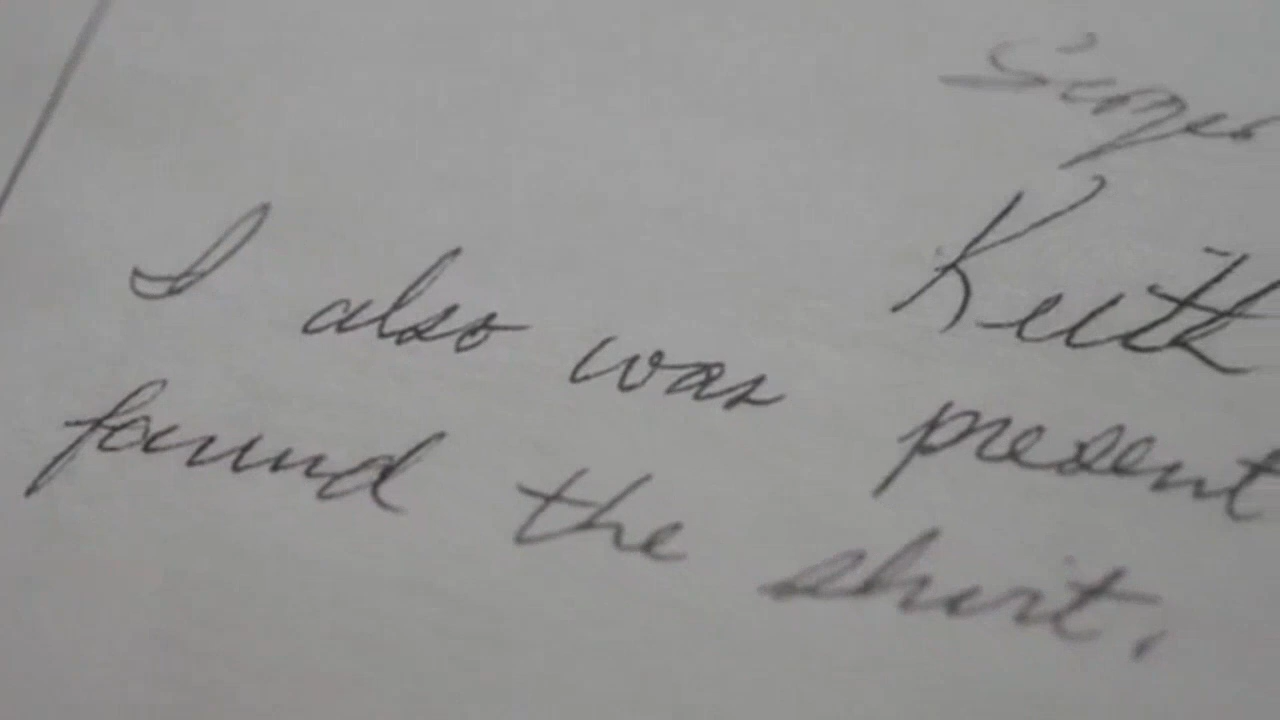 Keith
I also was present
found the shirt.